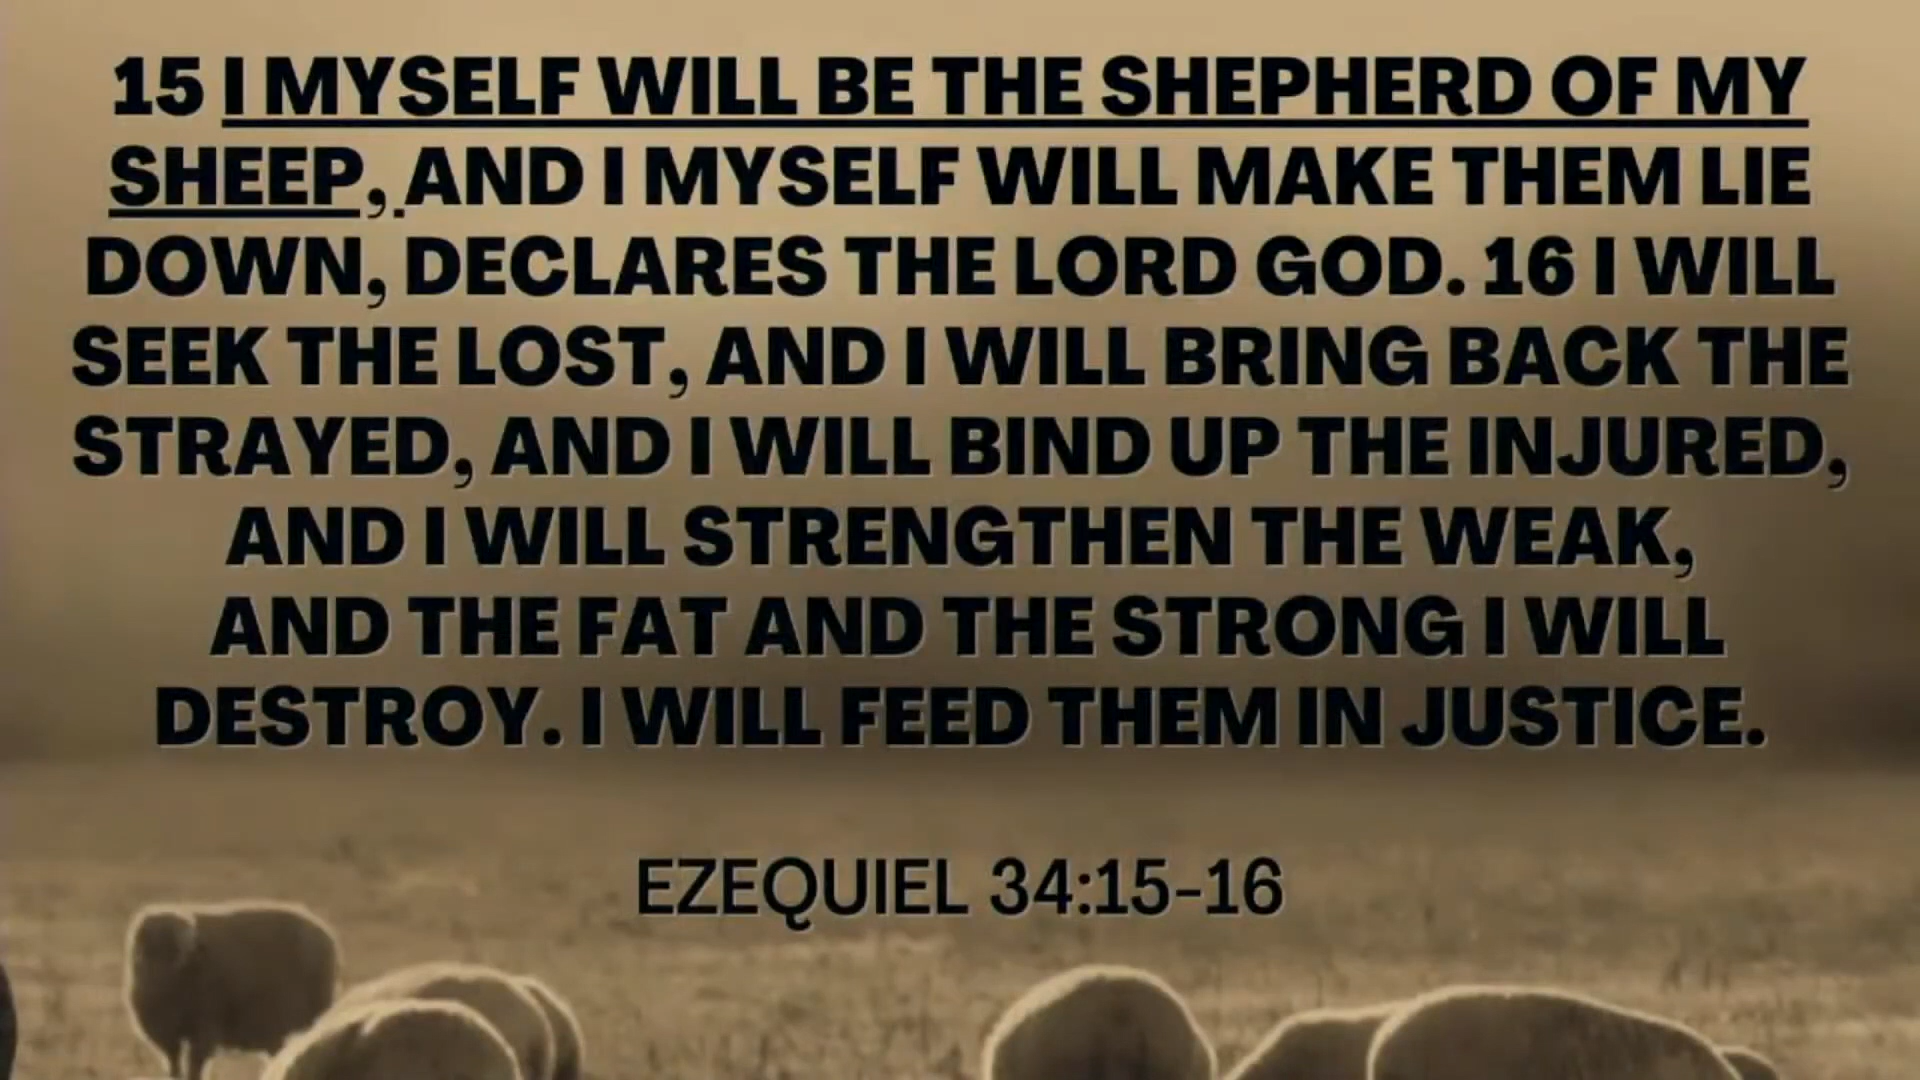 15 I MYSELF WILL BE THE SHEPHERD OF MY
SHEEP, AND I MYSELF WILL MAKE THEM LIE
DOWN, DECLARES THE LORD GOD. 16 I WILL
SEEK THE LOST, AND I WILL BRING BACK THE
STRAYED, AND I WILL BIND UP THE INJURED,
AND I WILL STRENGTHEN THE WEAK,
AND THE FAT AND THE STRONG I WILL
DESTROY. I WILL FEED THEM IN JUSTICE.
EZEQUIEL 34:15-16